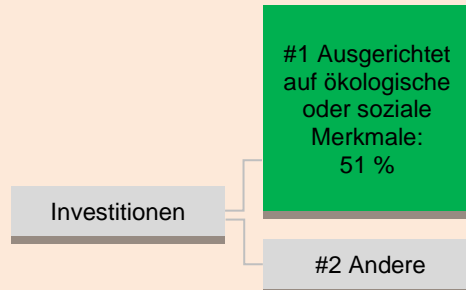 #1 Ausgerichtet
auf ökologische
oder soziale
Merkmale:
51 %
Investitionen
#2 Andere